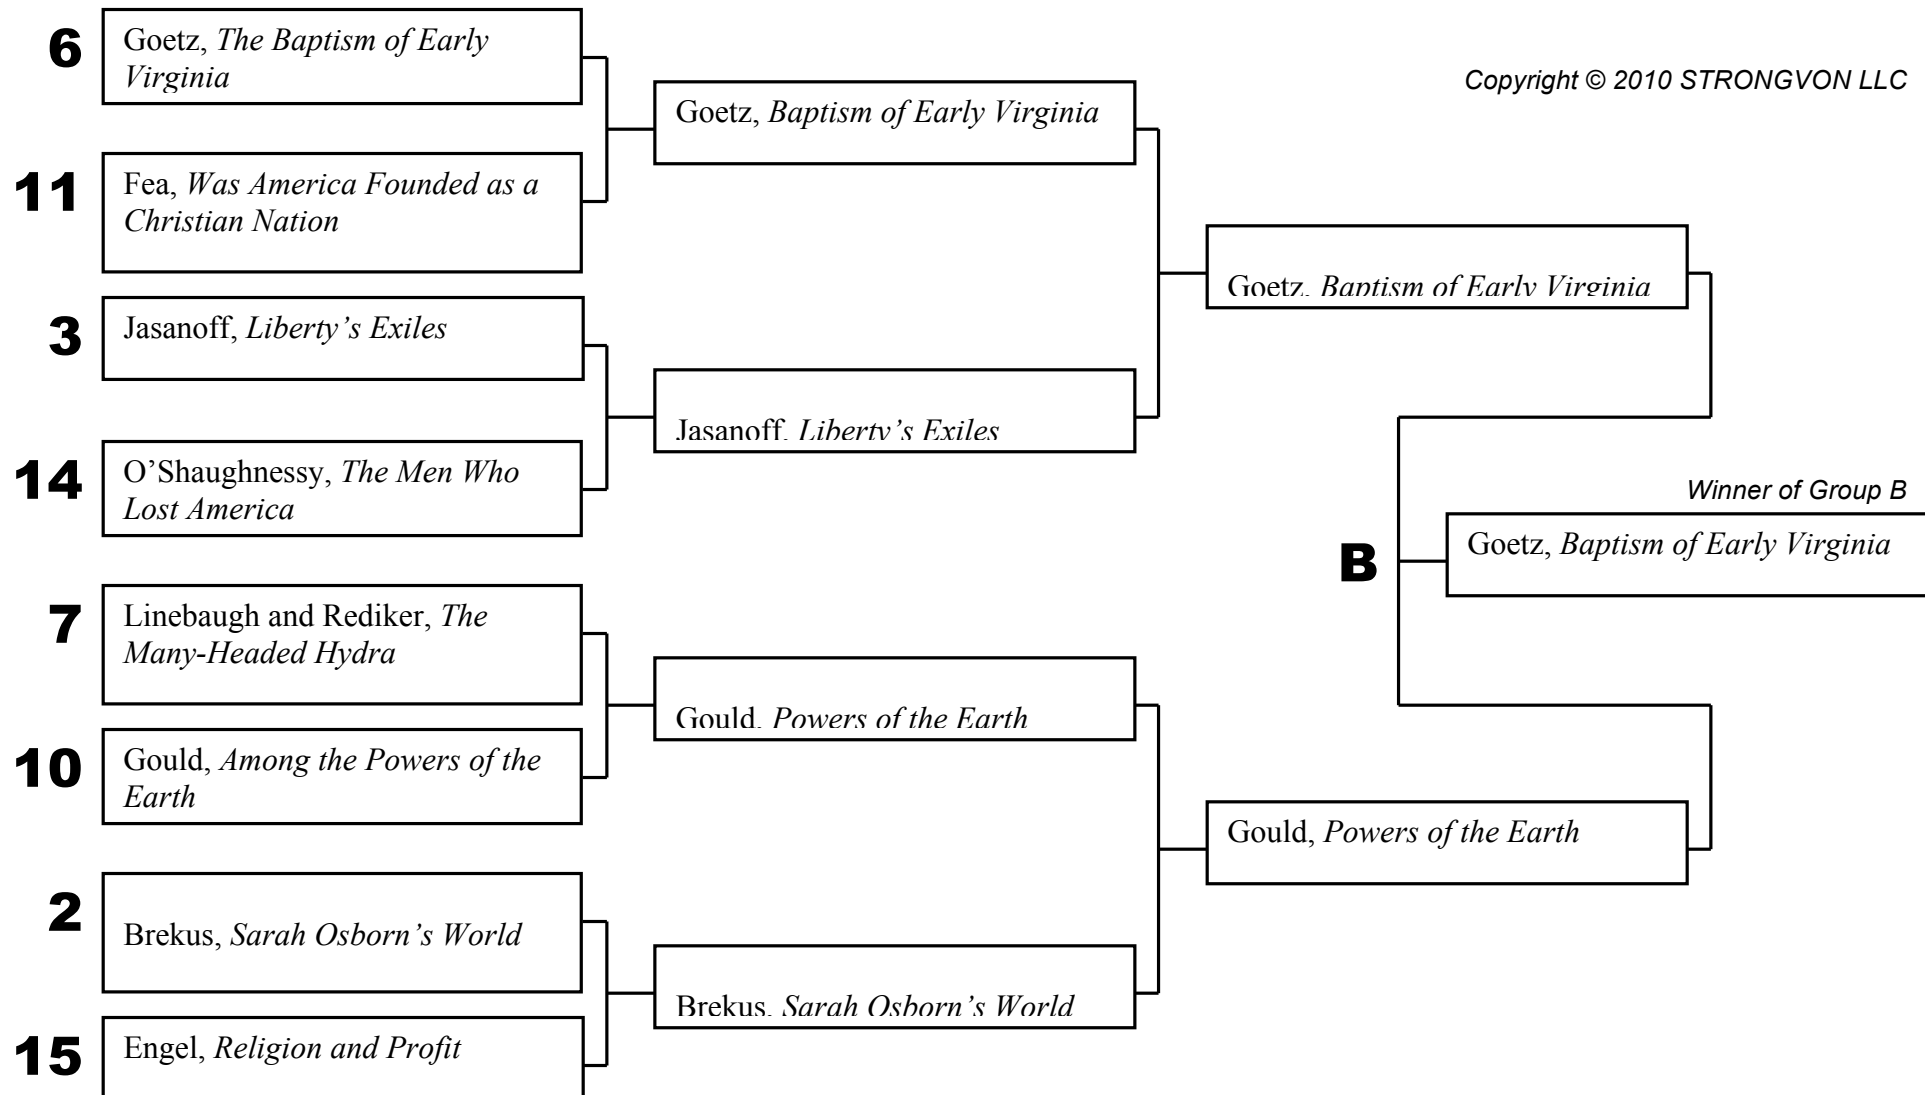 6
Goetz, The Baptism of Early
Virginia
Copyright © 2010 STRONGVON LLC
Goetz, Baptism of Early Virginia
11
Fea, Was America Founded as a
Christian Nation
Goetz, Baptism of Early Virginia
3
Jasanoff, Liberty’s Exiles
Jasanoff, Liberty’s Exiles
14
O’Shaughnessy, The Men Who
Lost America
Winner of Group B
B
Goetz, Baptism of Early Virginia
7
Linebaugh and Rediker, The
Many-Headed Hydra
Gould, Powers of the Earth
10
Gould, Among the Powers of the
Earth
Gould, Powers of the Earth
2
Brekus, Sarah Osborn’s World
Brekus, Sarah Osborn’s World
15
Engel, Religion and Profit